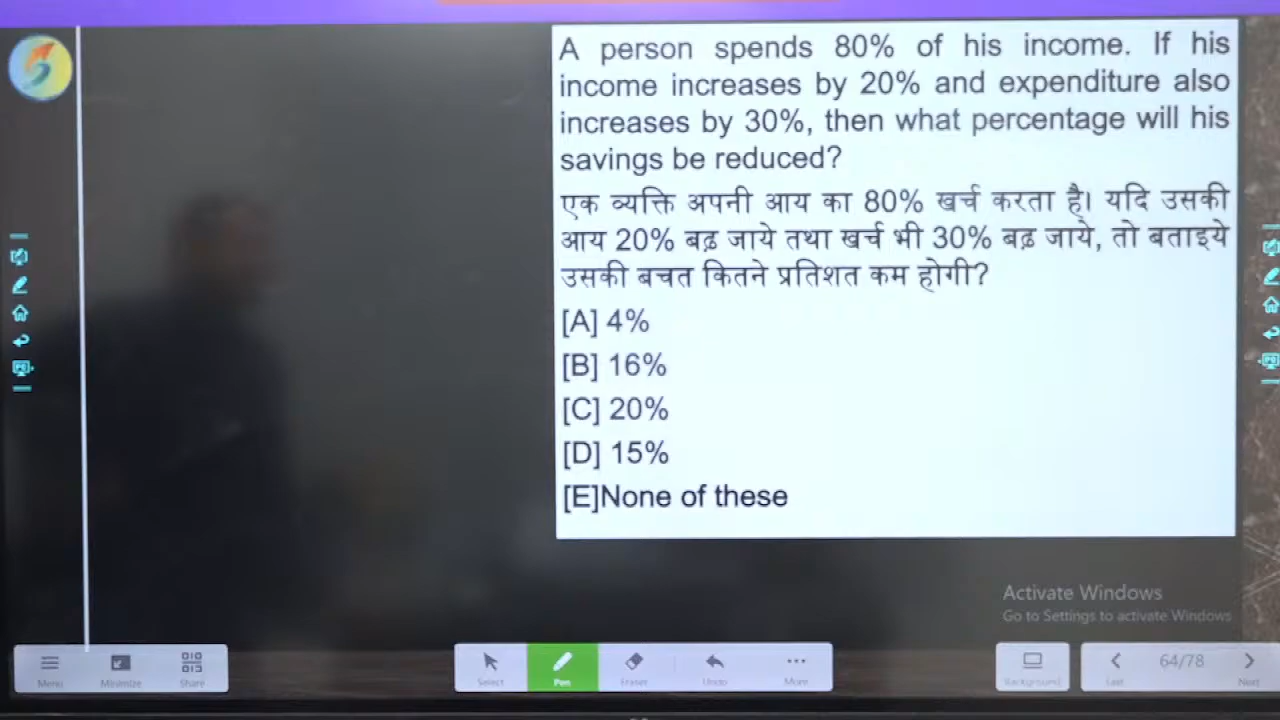 A person spends 80% of his income. If his
income increases by 20% and expenditure also
increases by 30%, then what percentage will his
savings be reduced?
एक व्यक्ति अपनी आय का 80% खर्च करता है। यदि उसकी
आय 20% बढ़ जाये तथा खर्च भी 30% बढ़ जाये, तो बताइये
उसकी बचत कितने प्रतिशत कम होगी?
[A] 4%
[B] 16%
[C] 20%
[D] 15%
[E]None of these
Activate Windows
Go to Settings to activate Windows
Menu Minimize Share Select Pen Eraser Undo More Background Last 64/78 Next